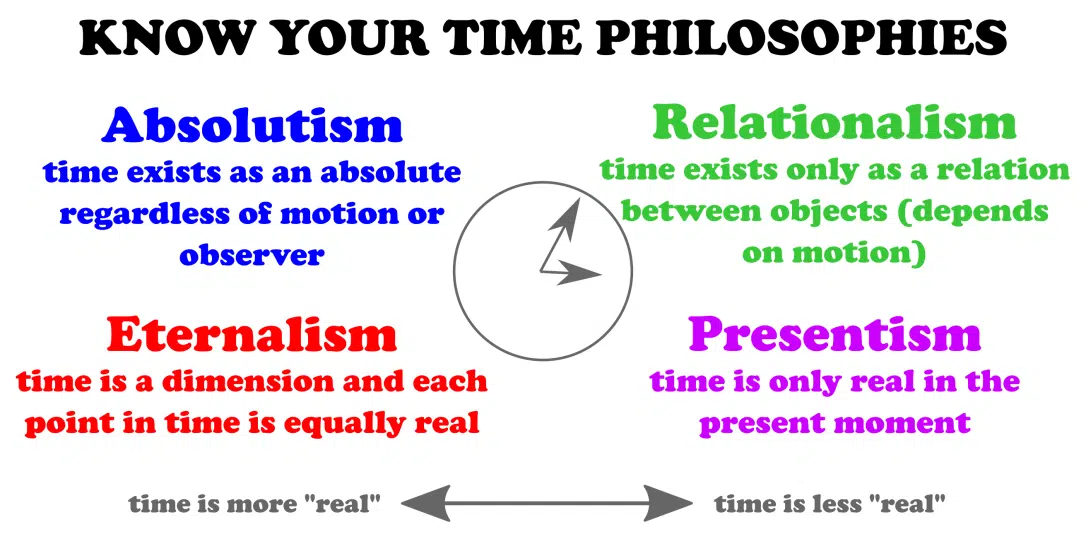 KNOW YOUR TIME PHILOSOPHIES
Absolutism
time exists as an absolute
regardless of motion or
observer
Relationalism
time exists only as a relation
between objects (depends
on motion)
Eternalism
time is a dimension and each
point in time is equally real
Presentism
time is only real in the
present moment
time is more "real"
time is less "real"